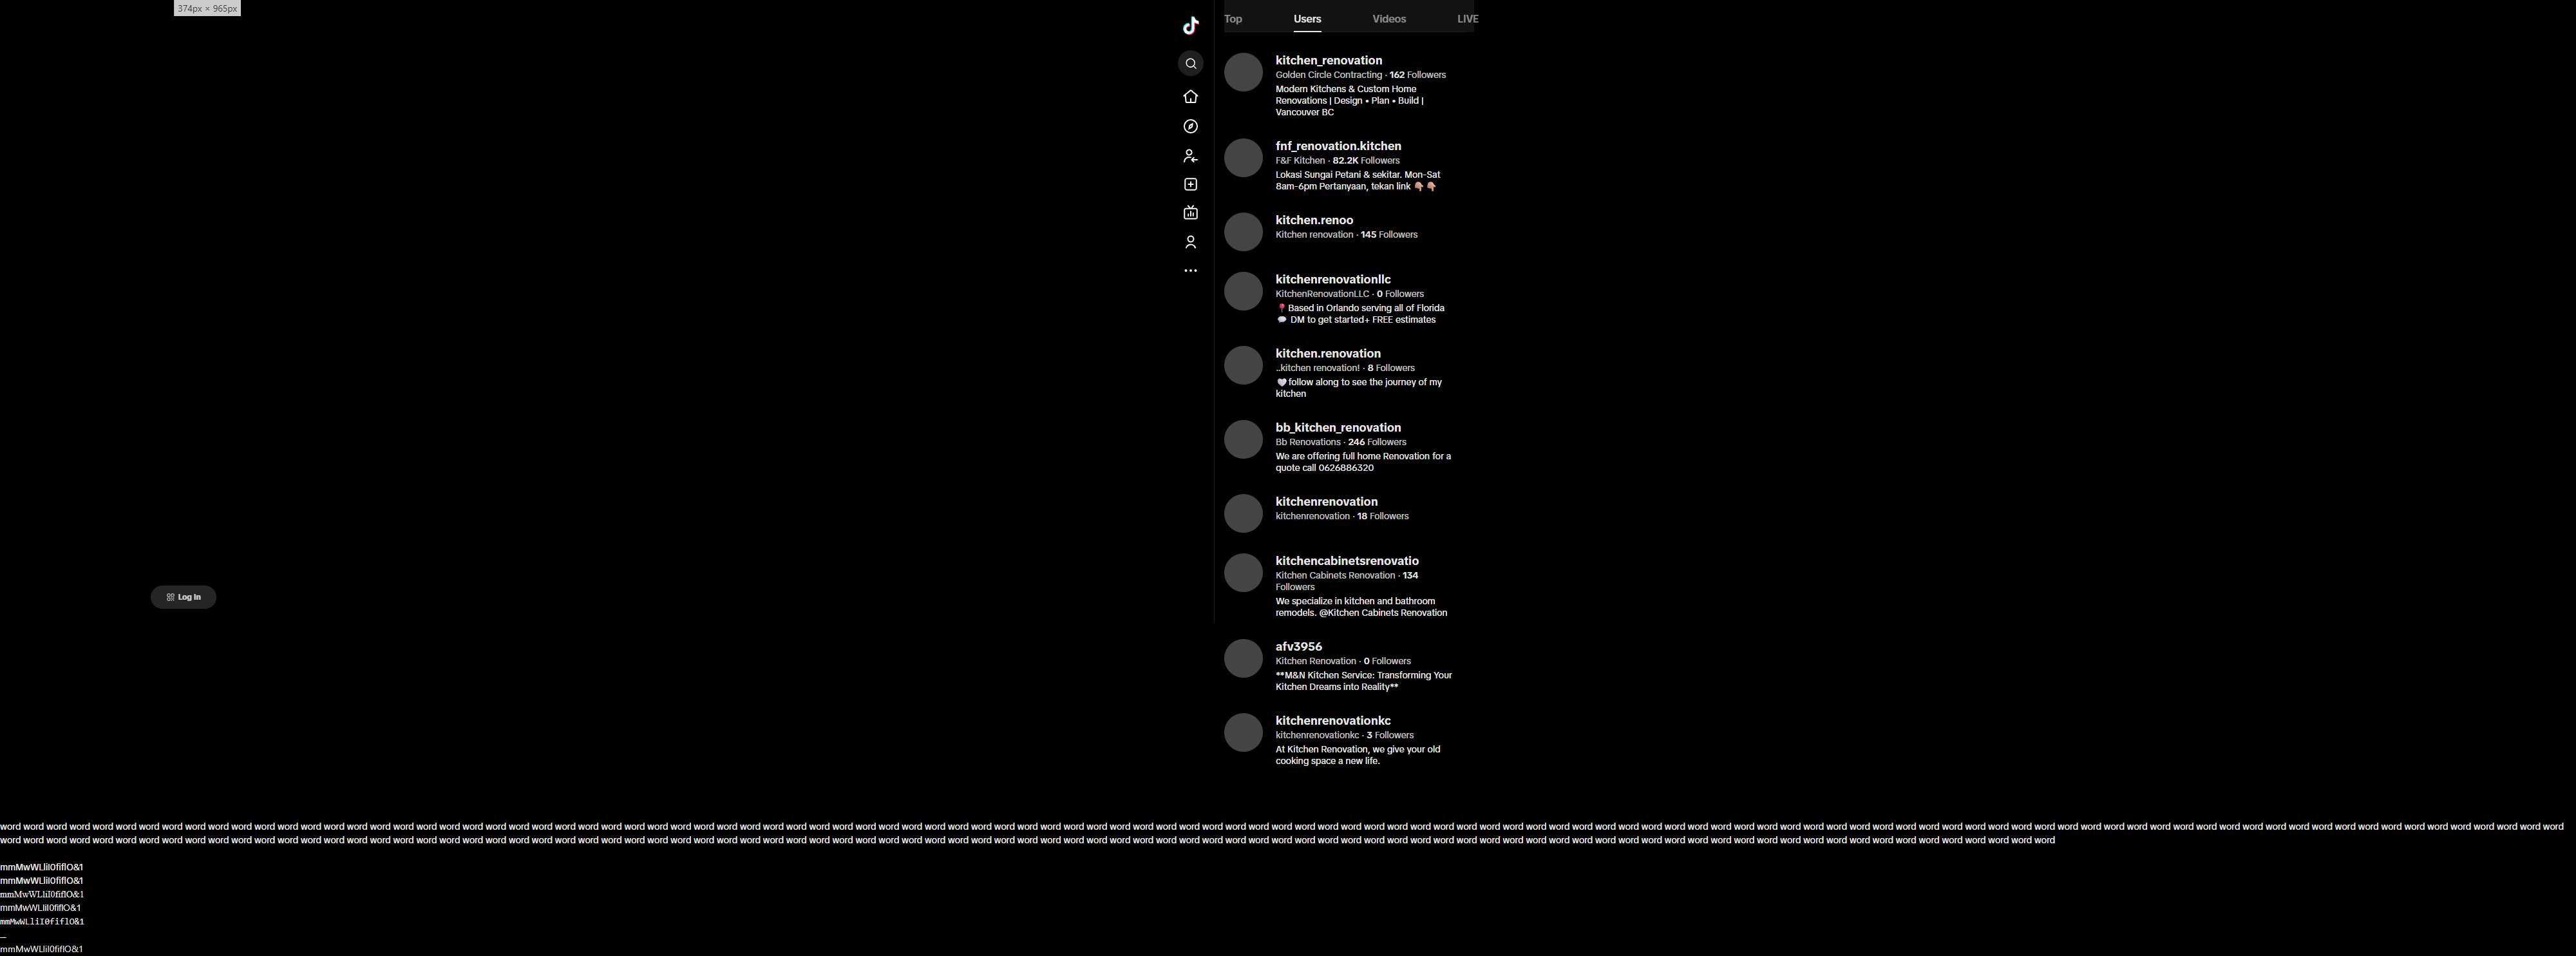 374px × 965px
Top Users Videos LIVE
kitchen_renovation
Golden Circle Contracting · 162 Followers
Modern Kitchens & Custom Home
Renovations | Design • Plan • Build |
Vancouver BC
fnf_renovation.kitchen
F&F Kitchen · 82.2K Followers
Lokasi Sungai Petani & sekitar. Mon-Sat
8am-6pm Pertanyaan, tekan link 👇🏼👇🏼
kitchen.renoo
Kitchen renovation · 145 Followers
kitchenrenovationllc
KitchenRenovationLLC · 0 Followers
📍Based in Orlando serving all of Florida
💬 DM to get started+ FREE estimates
kitchen.renovation
..kitchen renovation! · 8 Followers
🤍follow along to see the journey of my
kitchen
bb_kitchen_renovation
Bb Renovations · 246 Followers
We are offering full home Renovation for a
quote call 0626886320
kitchenrenovation
kitchenrenovation · 18 Followers
kitchencabinetsrenovatio
Kitchen Cabinets Renovation · 134
Followers
We specialize in kitchen and bathroom
remodels. @Kitchen Cabinets Renovation
Log in
afv3956
Kitchen Renovation · 0 Followers
**M&N Kitchen Service: Transforming Your
Kitchen Dreams into Reality**
kitchenrenovationkc
kitchenrenovationkc · 3 Followers
At Kitchen Renovation, we give your old
cooking space a new life.
word word word word word word word word word word word word word word word word word word word word word word word word word word word word word word word word word word word word word word word word word word word word word word word word word word word word word word word word word word word word word word word word word word word word word word word word word word word word word word word word word word word word word word word word word word word word word word word word word word word word word word word word word word
word word word word word word word word word word word word word word word word word word word word word word word word word word word word word word word word word word word word word word word word word word word word word word word word word word word word word word word word word word word word word word word word word word word word word word word word word word word word word word word word word word word word word
mmMwWLliI0fiflO&1
mmMwWLliI0fiflO&1
mmMwWLliI0fiflO&1
mmMwWLliI0fiflO&1
mmMwWLliI0fiflO&1
mmMwWLliI0fiflO&1